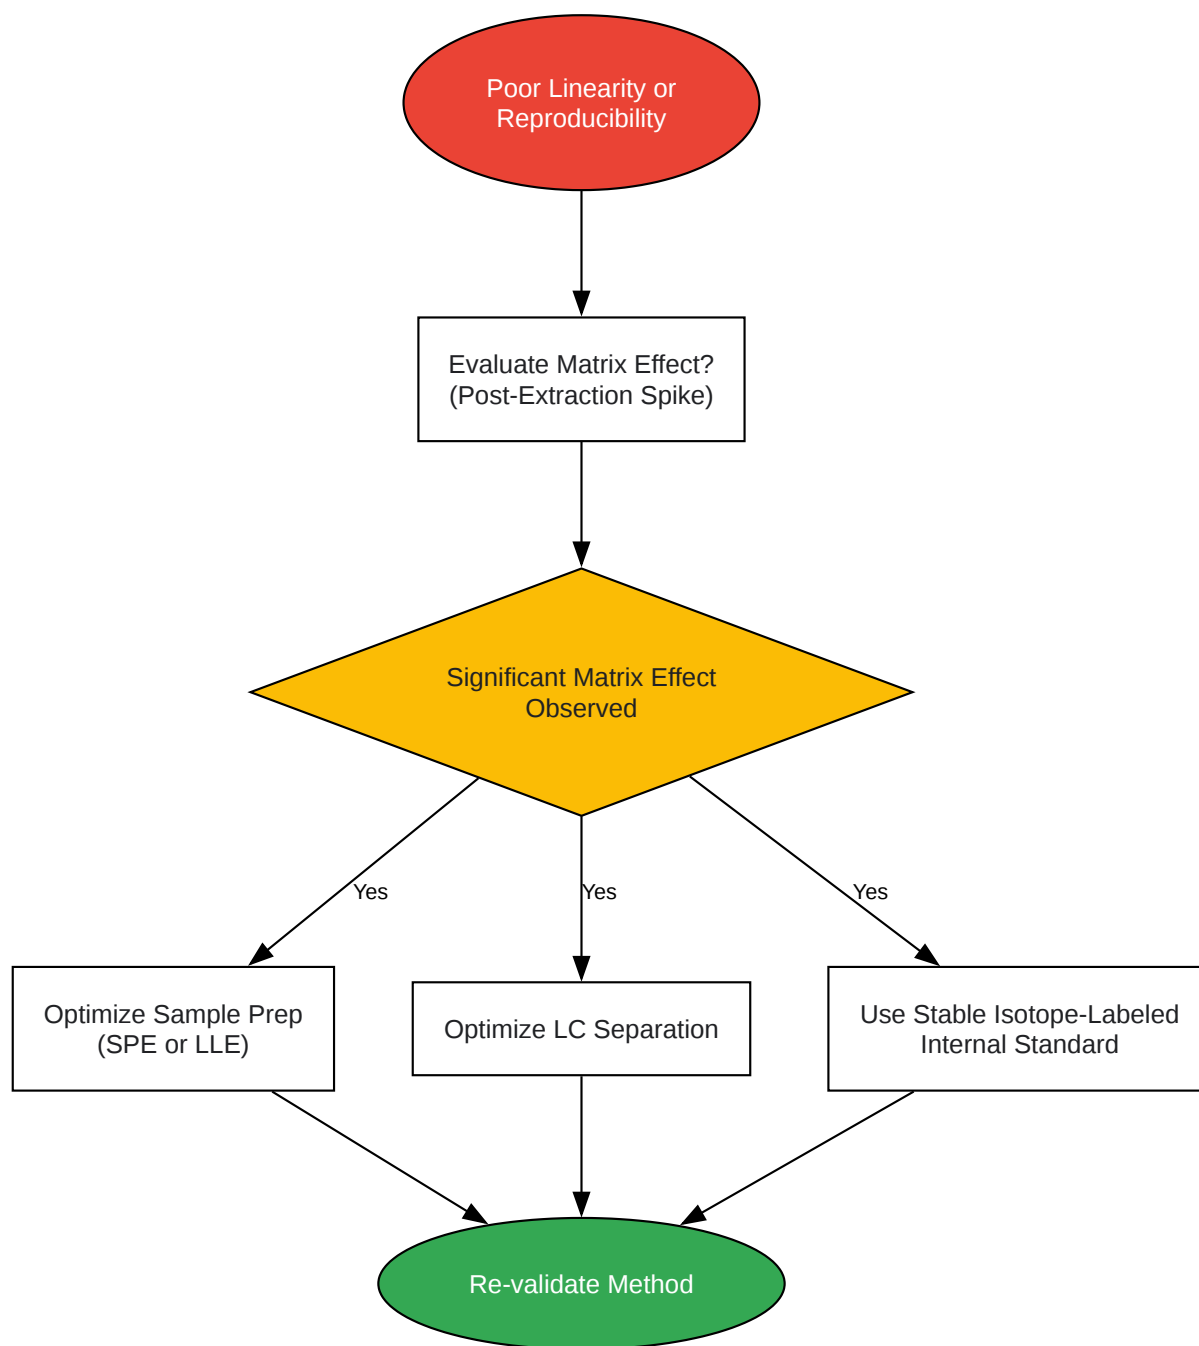 Poor Linearity or
Reproducibility
Evaluate Matrix Effect?
(Post-Extraction Spike)
Significant Matrix Effect
Observed
Yes
Yes
Yes
Optimize Sample Prep
(SPE or LLE)
Optimize LC Separation
Use Stable Isotope-Labeled
Internal Standard
Re-validate Method